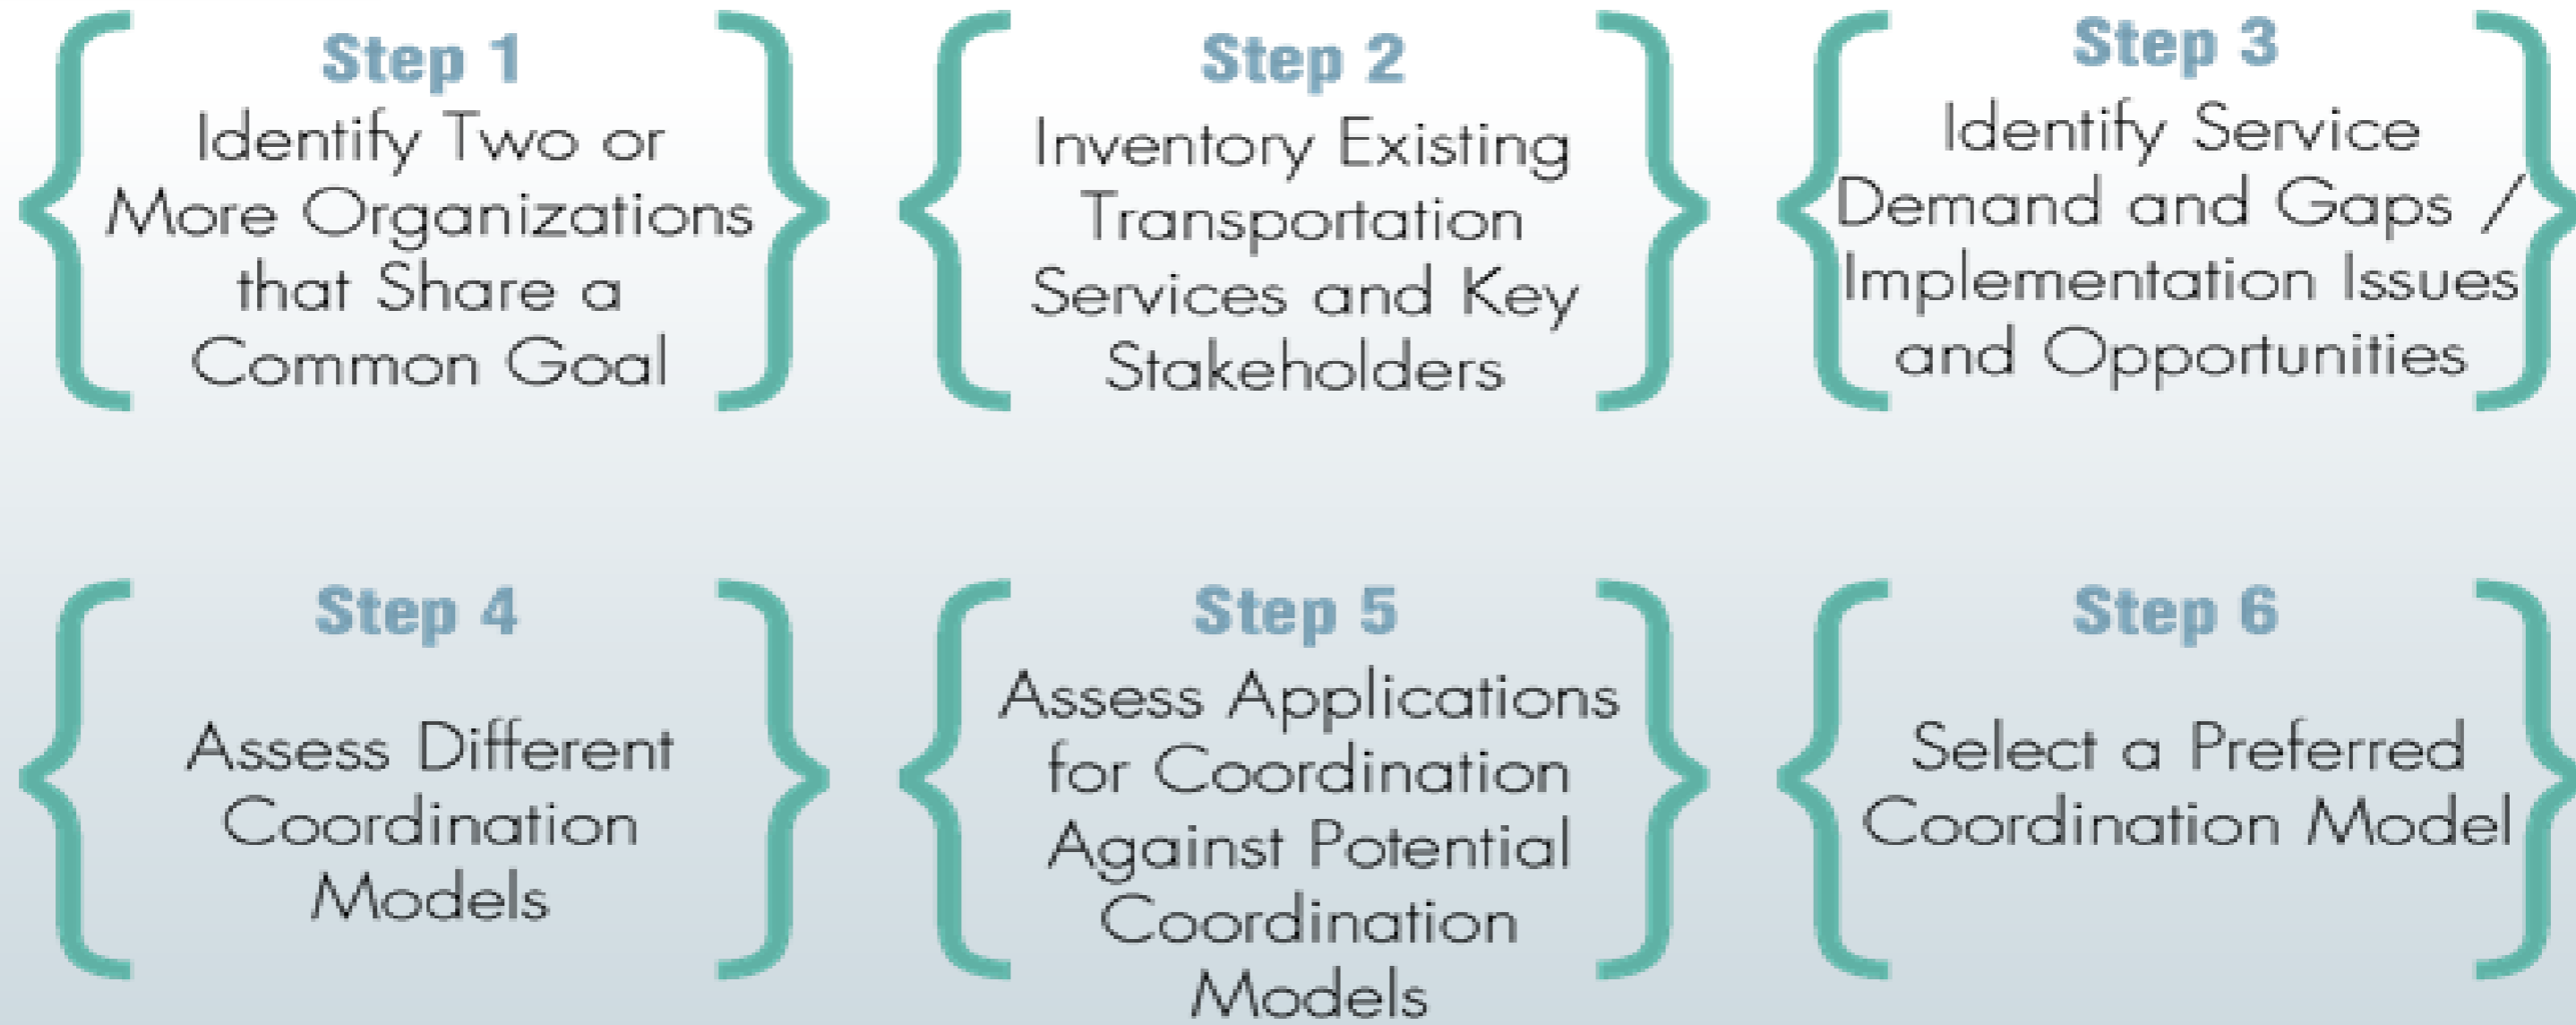 Step 1
Identify Two or
More Organizations
that Share a
Common Goal
Step 2
Inventory Existing
Transportation
Services and Key
Stakeholders
Step 3
Identify Service
Demand and Gaps /
Implementation Issues
and Opportunities
Step 4
Assess Different
Coordination
Models
Step 5
Assess Applications
for Coordination
Against Potential
Coordination
Models
Step 6
Select a Preferred
Coordination Model